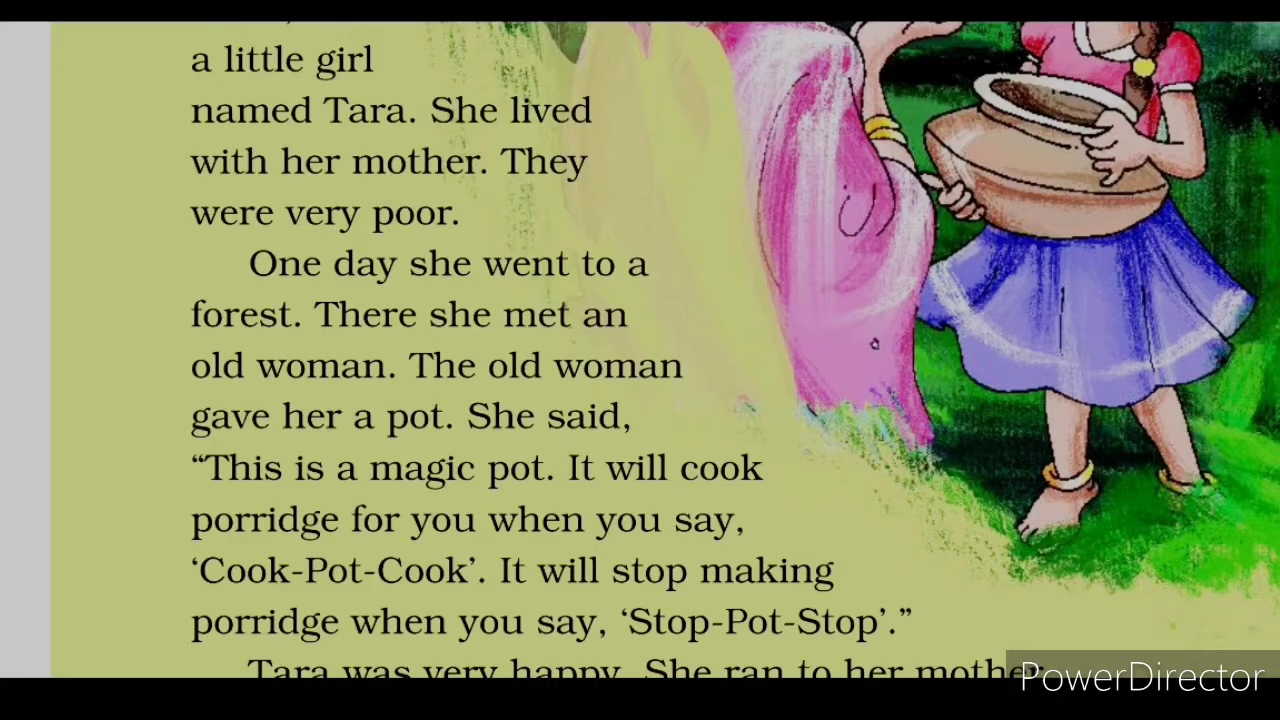 a little girl
named Tara. She lived
with her mother. They
were very poor.
One day she went to a
forest. There she met an
old woman. The old woman
gave her a pot. She said,
“This is a magic pot. It will cook
porridge for you when you say,
‘Cook-Pot-Cook’. It will stop making
porridge when you say, ‘Stop-Pot-Stop’.”
Tara was very happy. She ran to her mother
PowerDirector